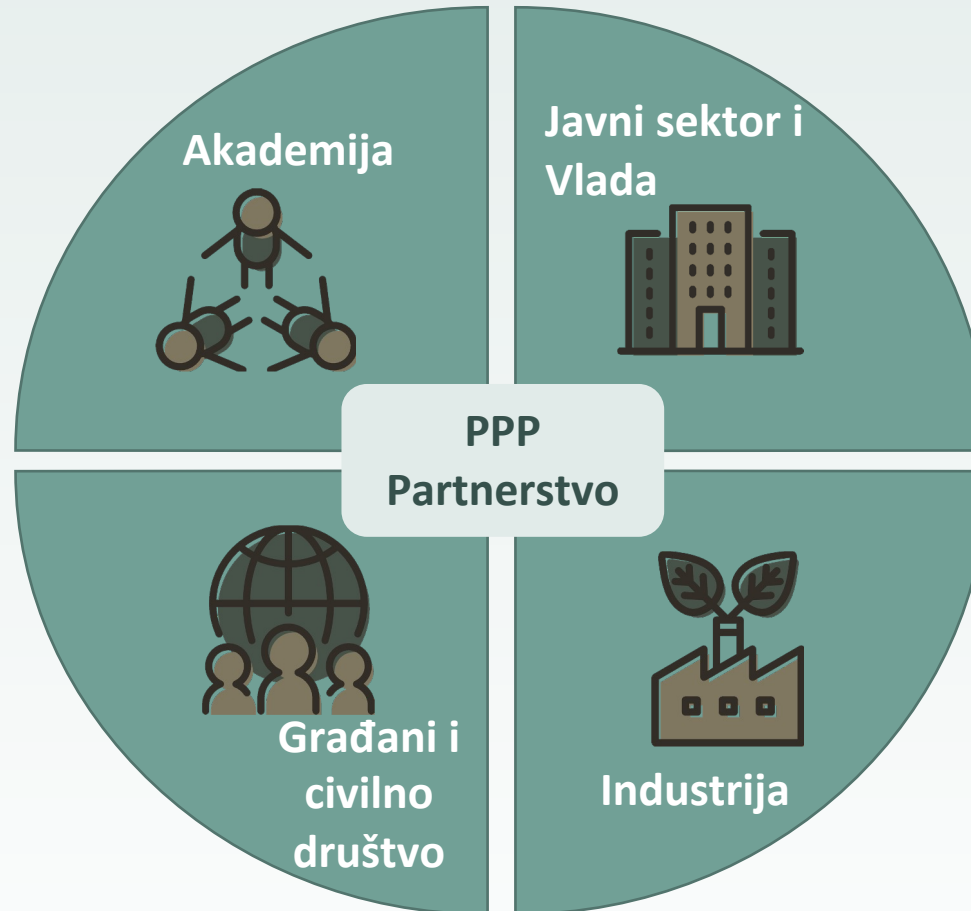 Akademija
Javni sektor i
Vlada
PPP
Partnerstvo
Građani i
civilno
društvo
Industrija